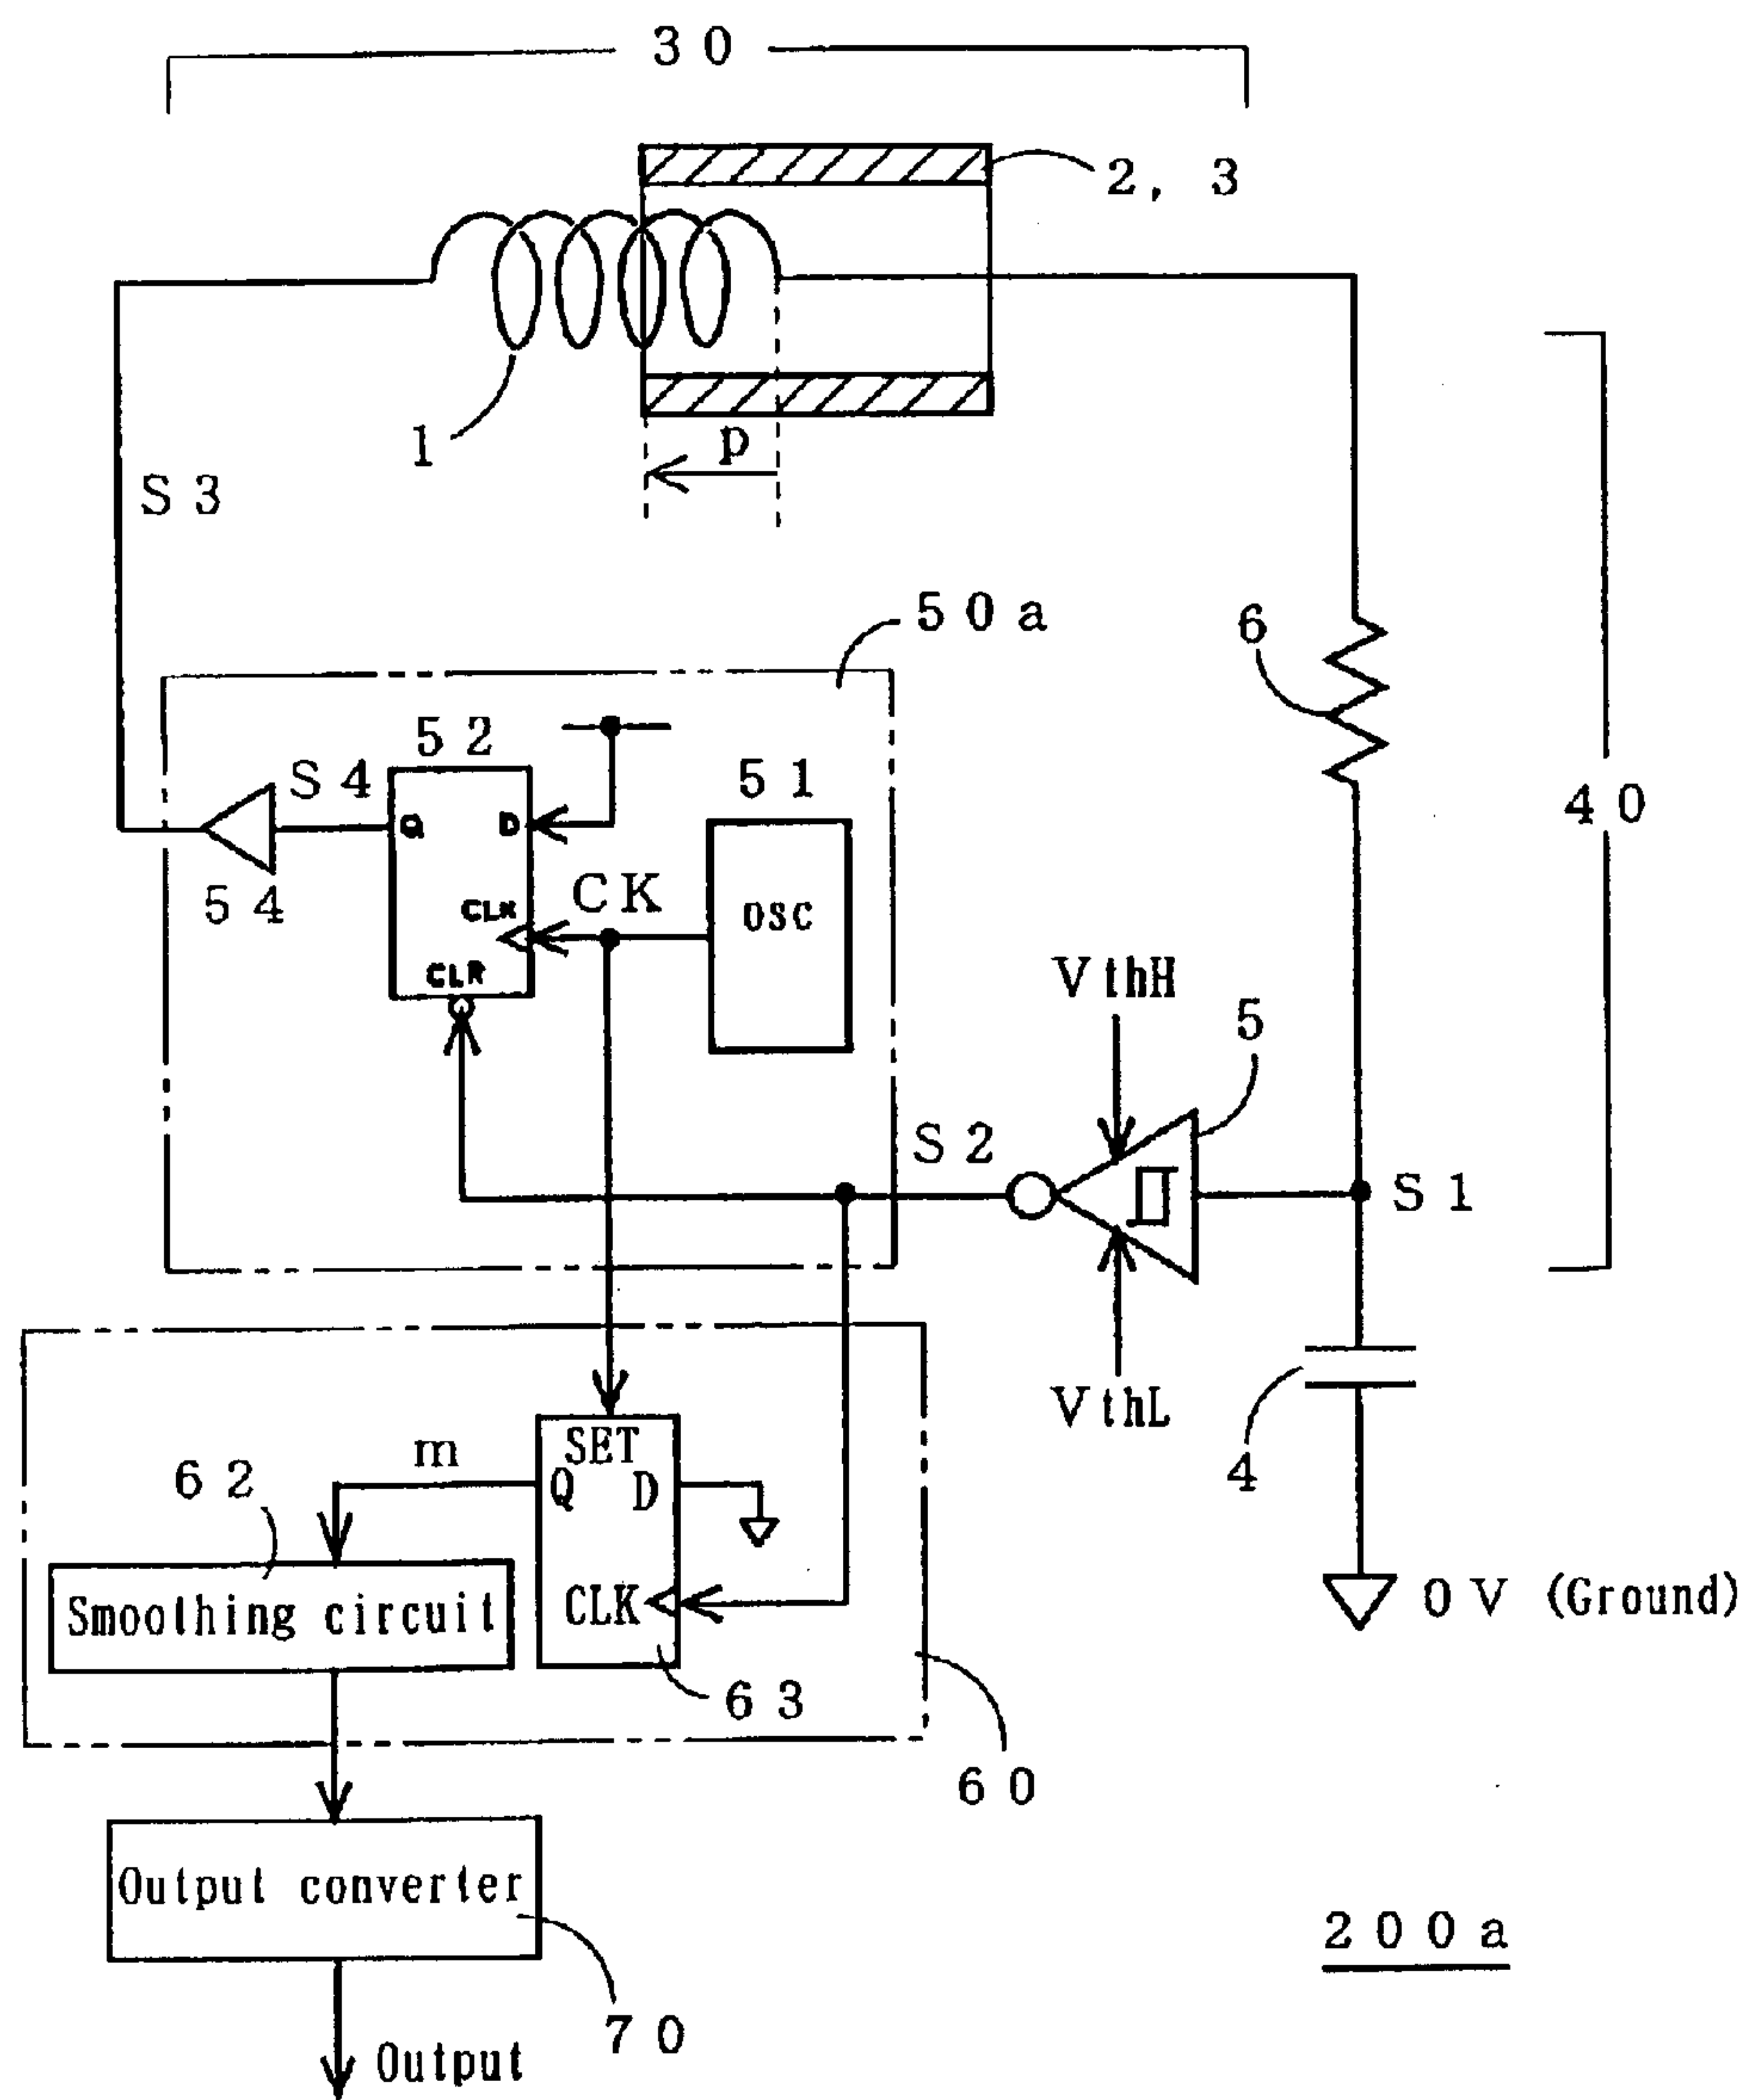 30
2, 3
1
p
S3
50a
6
52
51
S4
Q
D
40
54
CLK
CK
OSC
CLR
VthH
5
S2
S1
VthL
4
m
SET
62
Q
D
Smoothing circuit
CLK
0V (Ground)
63
60
Output converter
200a
70
Output